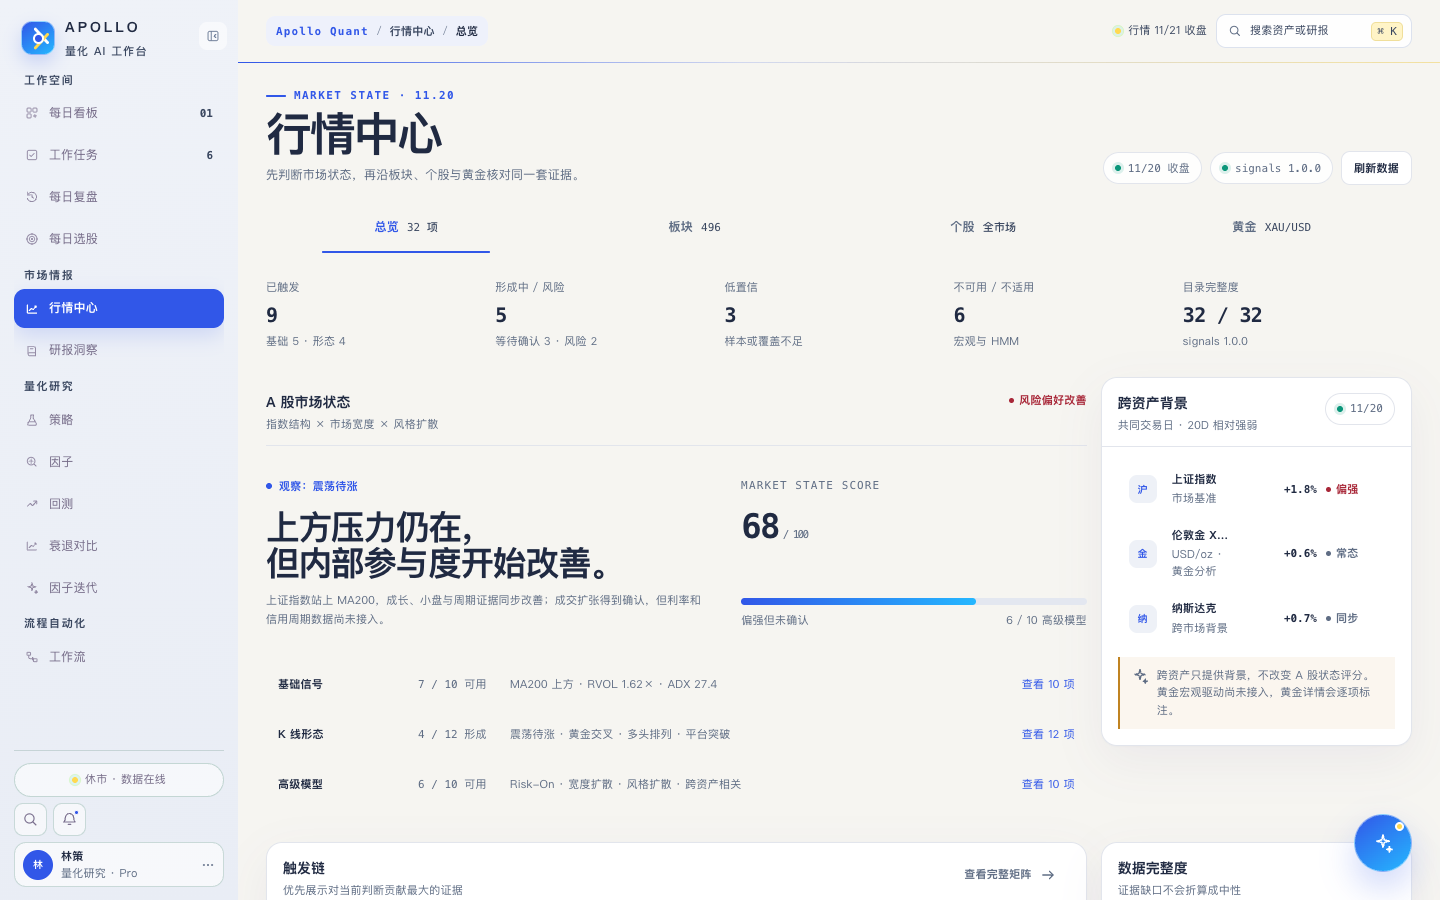 APOLLO
量化 AI 工作台
工作空间
每日看板 01
工作任务 6
每日复盘
每日选股
市场情报
行情中心
研报洞察
量化研究
策略
因子
回测
衰退对比
因子迭代
流程自动化
工作流
休市 · 数据在线
林
林策
量化研究 · Pro
Apollo Quant / 行情中心 / 总览
行情 11/21 收盘
搜索资产或研报
⌘ K
MARKET STATE · 11.20
行情中心
先判断市场状态，再沿板块、个股与黄金核对同一套证据。
11/20 收盘
signals 1.0.0
刷新数据
总览 32 项
板块 496
个股 全市场
黄金 XAU/USD
已触发
9
基础 5 · 形态 4
形成中 / 风险
5
等待确认 3 · 风险 2
低置信
3
样本或覆盖不足
不可用 / 不适用
6
宏观与 HMM
目录完整度
32 / 32
signals 1.0.0
A 股市场状态
指数结构 × 市场宽度 × 风格扩散
风险偏好改善
观察：震荡待涨
上方压力仍在，
但内部参与度开始改善。
上证指数站上 MA200，成长、小盘与周期证据同步改善；成交扩张得到确认，但利率和
信用周期数据尚未接入。
MARKET STATE SCORE
68 / 100
偏强但未确认
6 / 10 高级模型
基础信号 7 / 10 可用 MA200 上方 · RVOL 1.62× · ADX 27.4 查看 10 项
K 线形态 4 / 12 形成 震荡待涨 · 黄金交叉 · 多头排列 · 平台突破 查看 12 项
高级模型 6 / 10 可用 Risk-On · 宽度扩散 · 风格扩散 · 跨资产相关 查看 10 项
跨资产背景
共同交易日 · 20D 相对强弱
11/20
沪
上证指数
市场基准
+1.8% 偏强
金
伦敦金 X...
USD/oz ·
黄金分析
+0.6% 常态
纳
纳斯达克
跨市场背景
+0.7% 同步
跨资产只提供背景，不改变 A 股状态评分。
黄金宏观驱动尚未接入，黄金详情会逐项标
注。
触发链
优先展示对当前判断贡献最大的证据
查看完整矩阵
数据完整度
证据缺口不会折算成中性